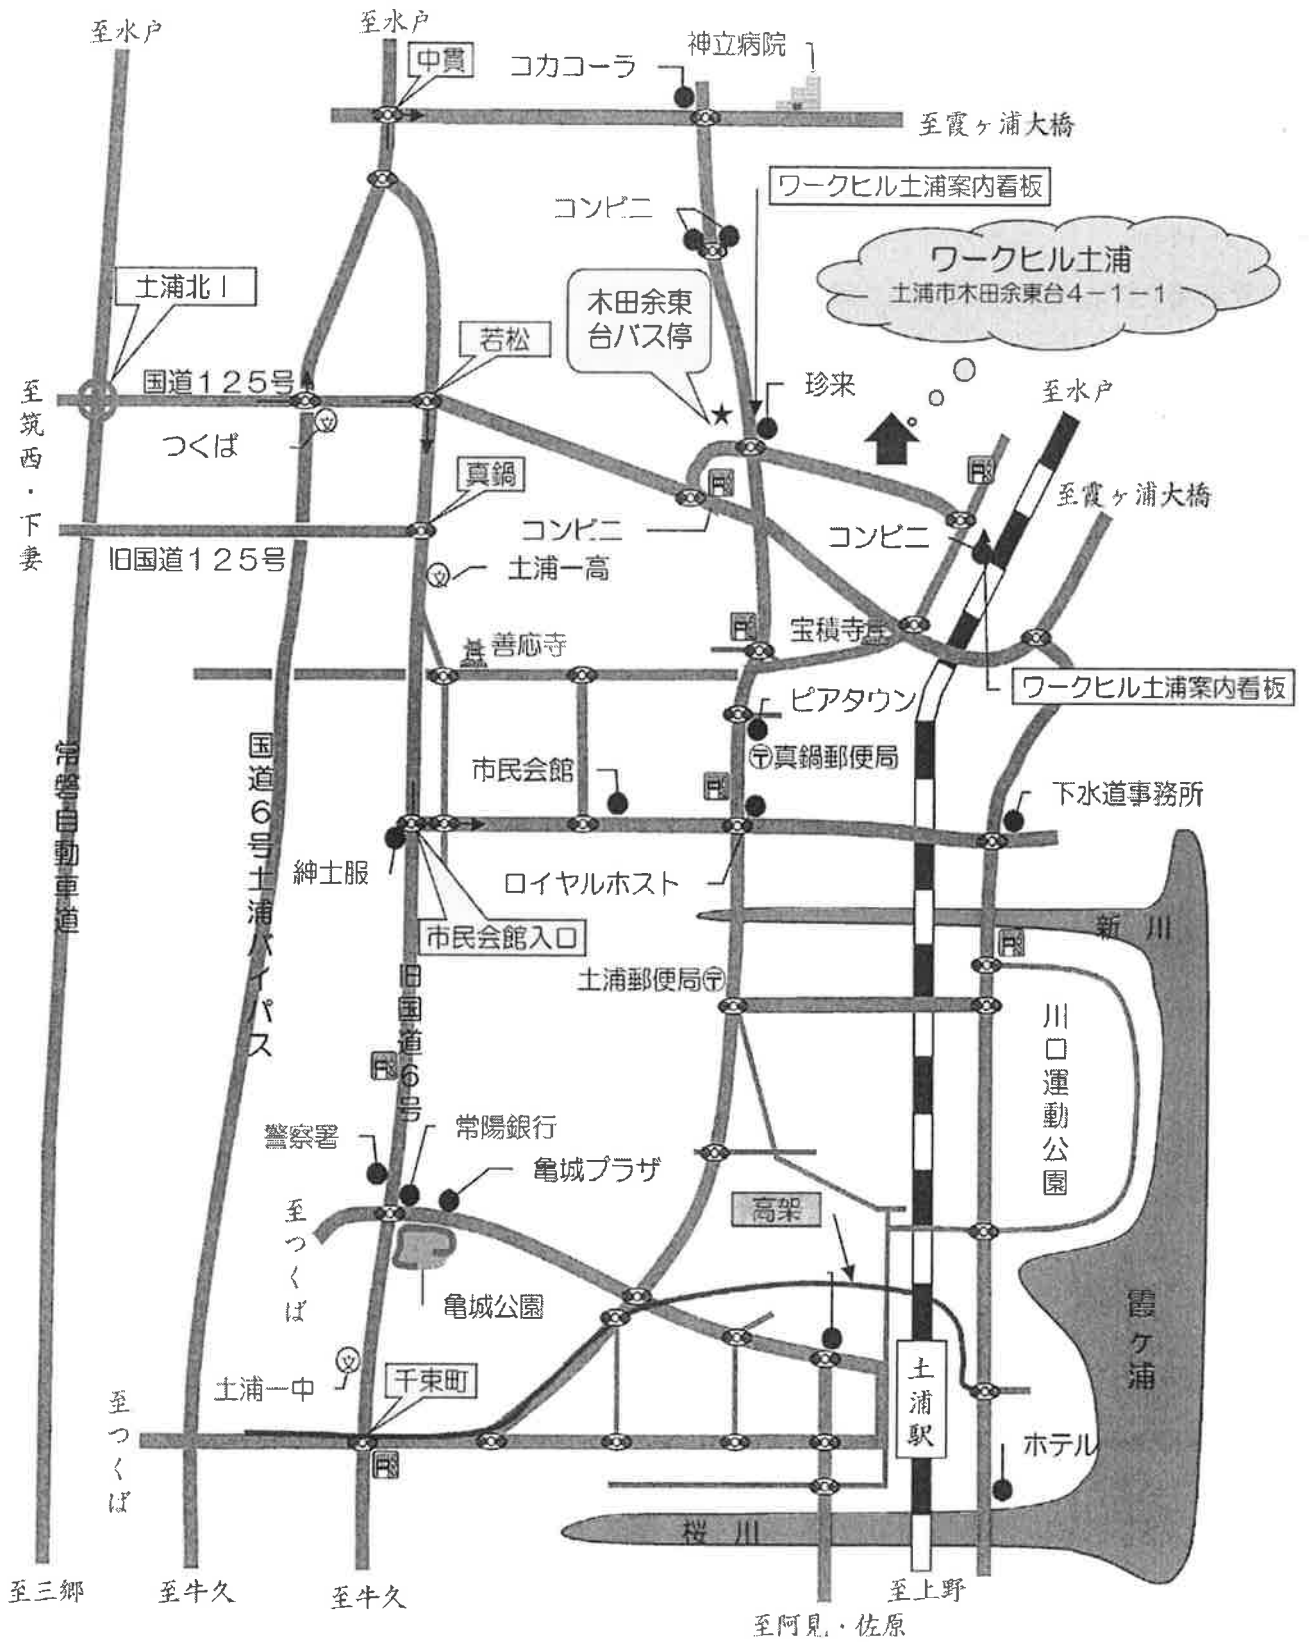 至水戸
至水戸
中貫
コカコーラ
神立病院
至霞ヶ浦大橋
ワークヒル土浦案内看板
コンビニ
ワークヒル土浦
土浦市木田余東台4-1-1
土浦北I
木田余東
台バス停
若松
国道125号
珍来
至水戸
至筑西・下妻
つくば
真鍋
至霞ヶ浦大橋
コンビニ
コンビニ
旧国道125号
土浦一高
善応寺
宝積寺
ワークヒル土浦案内看板
ピアタウン
〒真鍋郵便局
常磐自動車道
国道6号土浦バイパス
市民会館
下水道事務所
紳士服
ロイヤルホスト
市民会館入口
新川
土浦郵便局〒
旧国道6号
川口運動公園
警察署
常陽銀行
亀城プラザ
至つくば
高架
亀城公園
霞ヶ浦
土浦一中
千束町
土浦駅
至つくば
ホテル
桜川
至三郷
至牛久
至牛久
至上野
至阿見・佐原